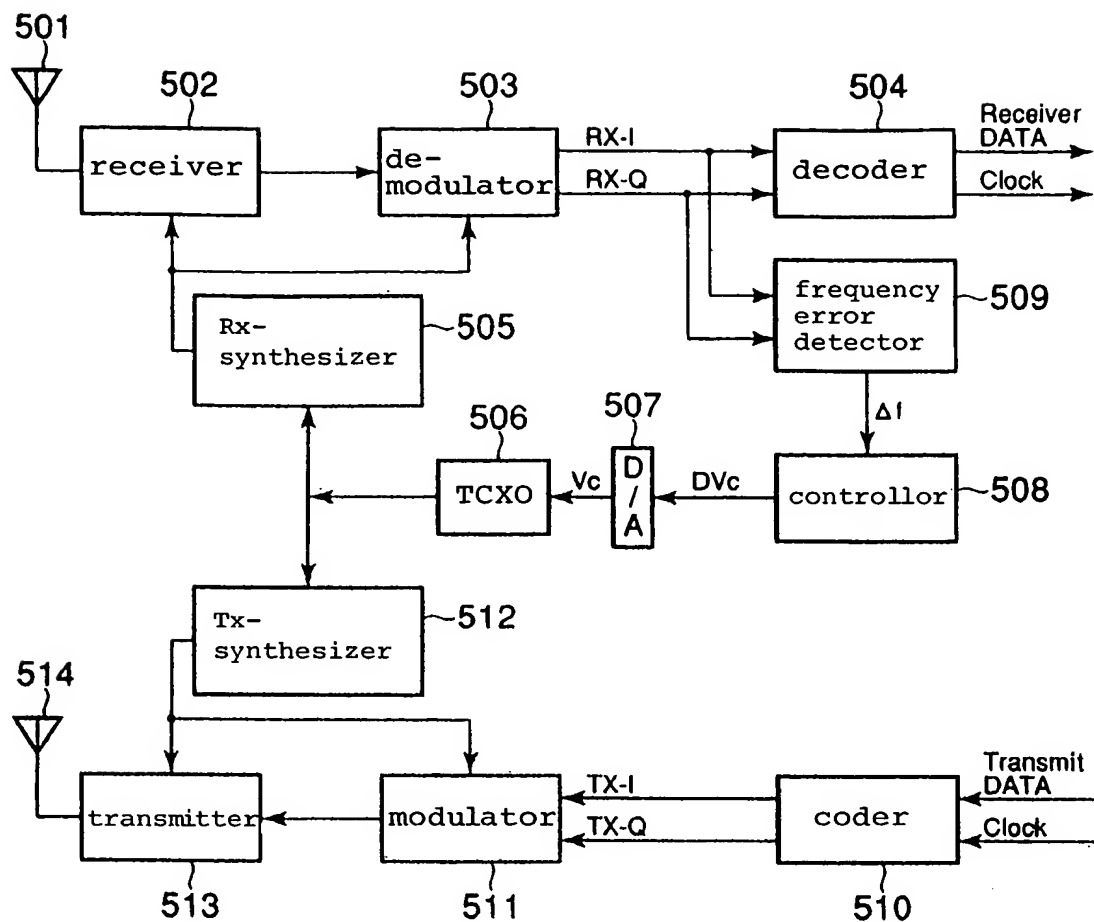 501
502
503
504
receiver
de-
modulator
RX-I
RX-Q
decoder
Receiver
DATA
Clock
Rx-
synthesizer
505
frequency
error
detector
509
Δf
506
507
TCXO
Vc
D
/
A
DVc
controllor
508
Tx-
synthesizer
512
514
transmitter
modulator
TX-I
TX-Q
coder
Transmit
DATA
Clock
513
511
510